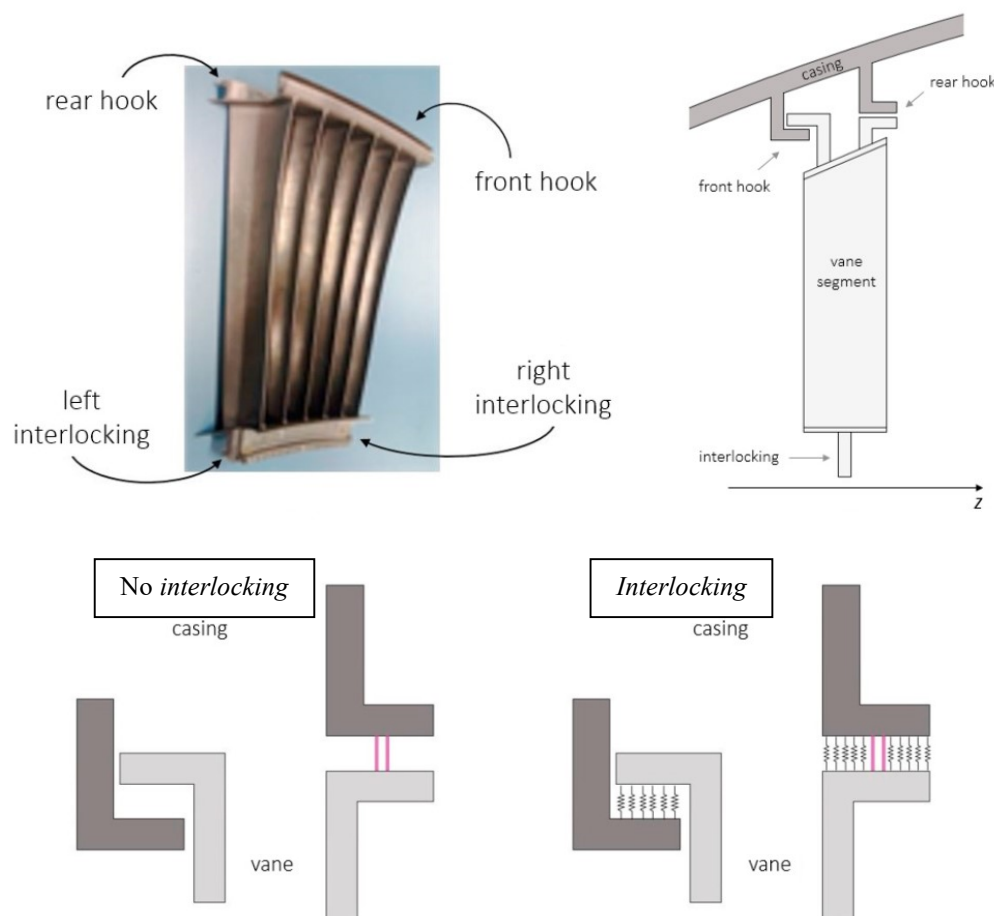 rear hook
front hook
left
interlocking
right
interlocking
casing
rear hook
front hook
vane
segment
interlocking
z
No interlocking
casing
vane
Interlocking
casing
vane